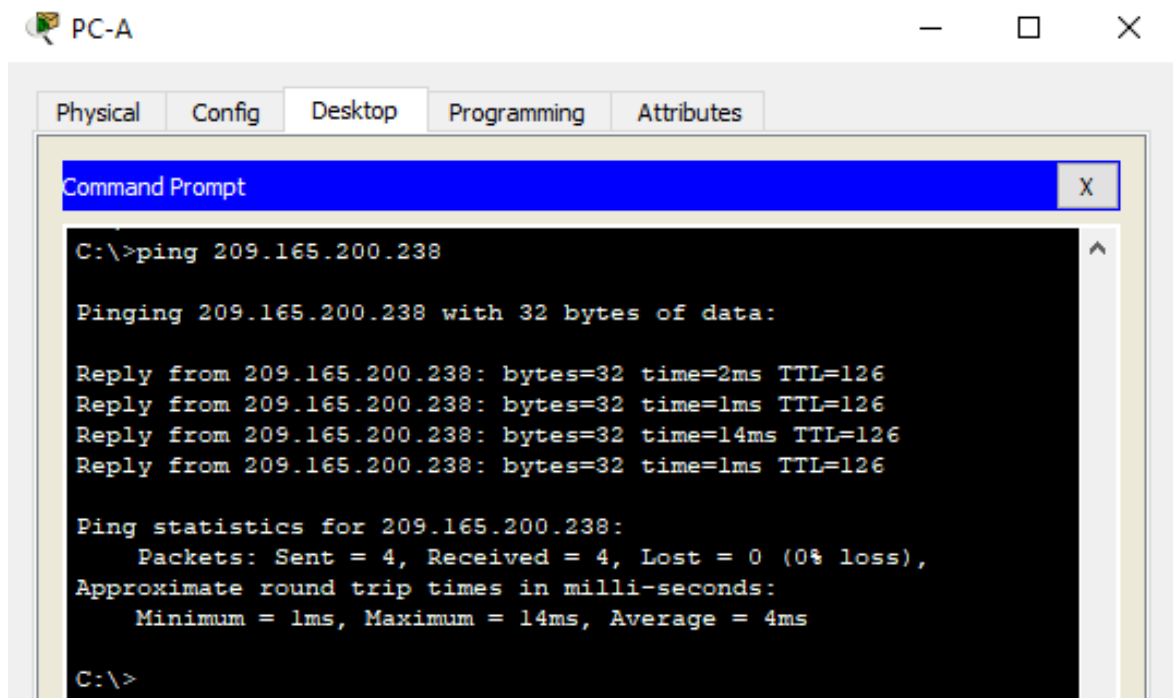 PC-A
Physical Config Desktop Programming Attributes
Command Prompt X
C:\>ping 209.165.200.238
Pinging 209.165.200.238 with 32 bytes of data:
Reply from 209.165.200.238: bytes=32 time=2ms TTL=126
Reply from 209.165.200.238: bytes=32 time=1ms TTL=126
Reply from 209.165.200.238: bytes=32 time=14ms TTL=126
Reply from 209.165.200.238: bytes=32 time=1ms TTL=126
Ping statistics for 209.165.200.238:
Packets: Sent = 4, Received = 4, Lost = 0 (0% loss),
Approximate round trip times in milli-seconds:
Minimum = 1ms, Maximum = 14ms, Average = 4ms
C:\>